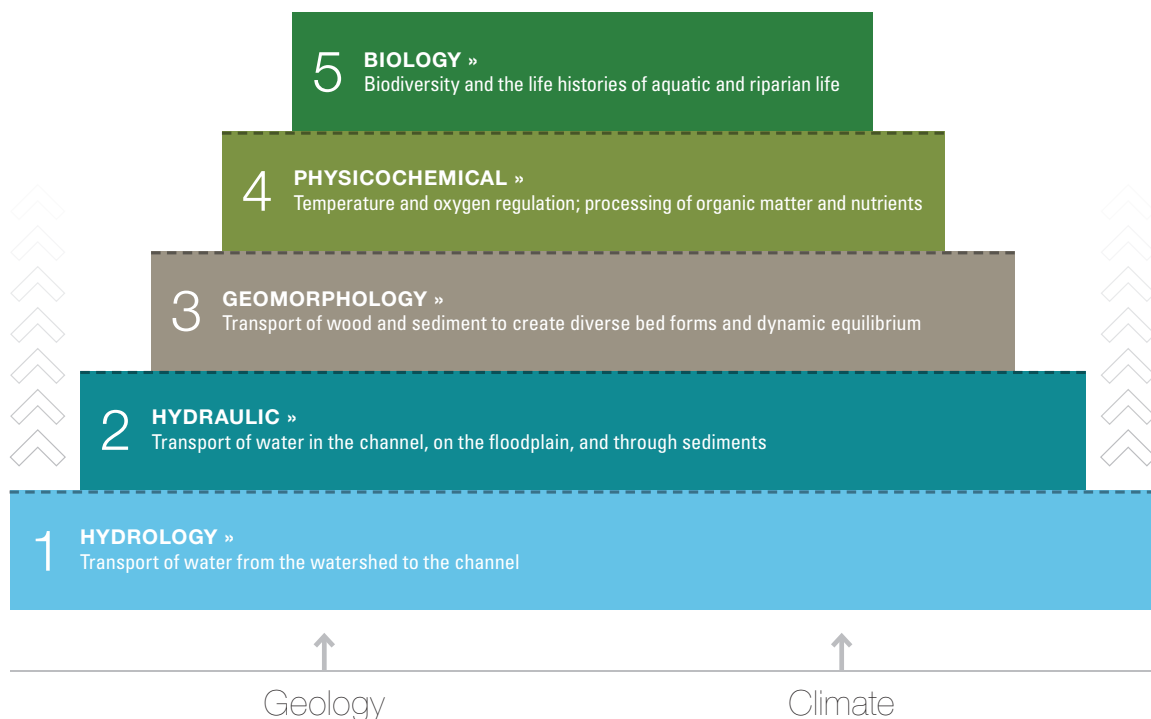 5
BIOLOGY »
Biodiversity and the life histories of aquatic and riparian life
4
PHYSICOCHEMICAL »
Temperature and oxygen regulation; processing of organic matter and nutrients
3
GEOMORPHOLOGY »
Transport of wood and sediment to create diverse bed forms and dynamic equilibrium
2
HYDRAULIC »
Transport of water in the channel, on the floodplain, and through sediments
1
HYDROLOGY »
Transport of water from the watershed to the channel
Geology
Climate